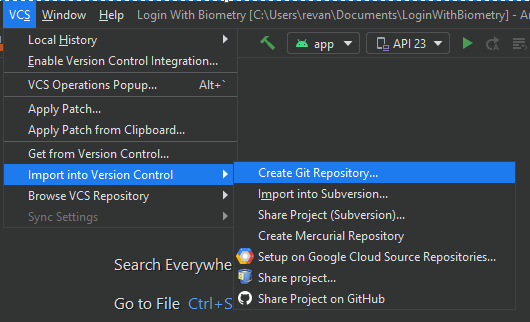 VCS Login With Biometry [C:\Users\revan\Documents\LoginWithBiometry] - A
Local History
Enable Version Control Integration...
app API 23
VCS Operations Popup... Alt+`
Apply Patch...
Apply Patch from Clipboard...
Get from Version Control...
Import into Version Control
Browse VCS Repository
Sync Settings
Create Git Repository...
Import into Subversion...
Share Project (Subversion)...
Create Mercurial Repository
Setup on Google Cloud Source Repositories...
Share project...
Share Project on GitHub
Search Everywhe
Go to File Ctrl+S